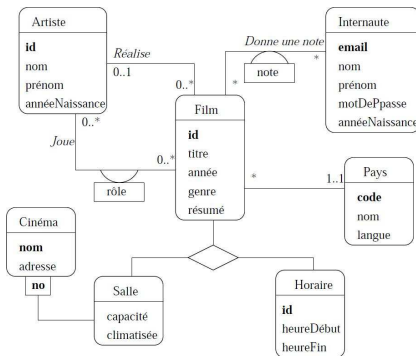 Artiste
id
nom
prénom
annéeNaissance
Réalise
0..1
0..*
Donne une note
*
*
note
Internaute
email
nom
prénom
motDePpasse
annéeNaissance
0..*
Joue
0..*
rôle
Film
id
titre
année
genre
résumé
*
1..1
Pays
code
nom
langue
Cinéma
nom
adresse
no
Salle
capacité
climatisée
Horaire
id
heureDébut
heureFin